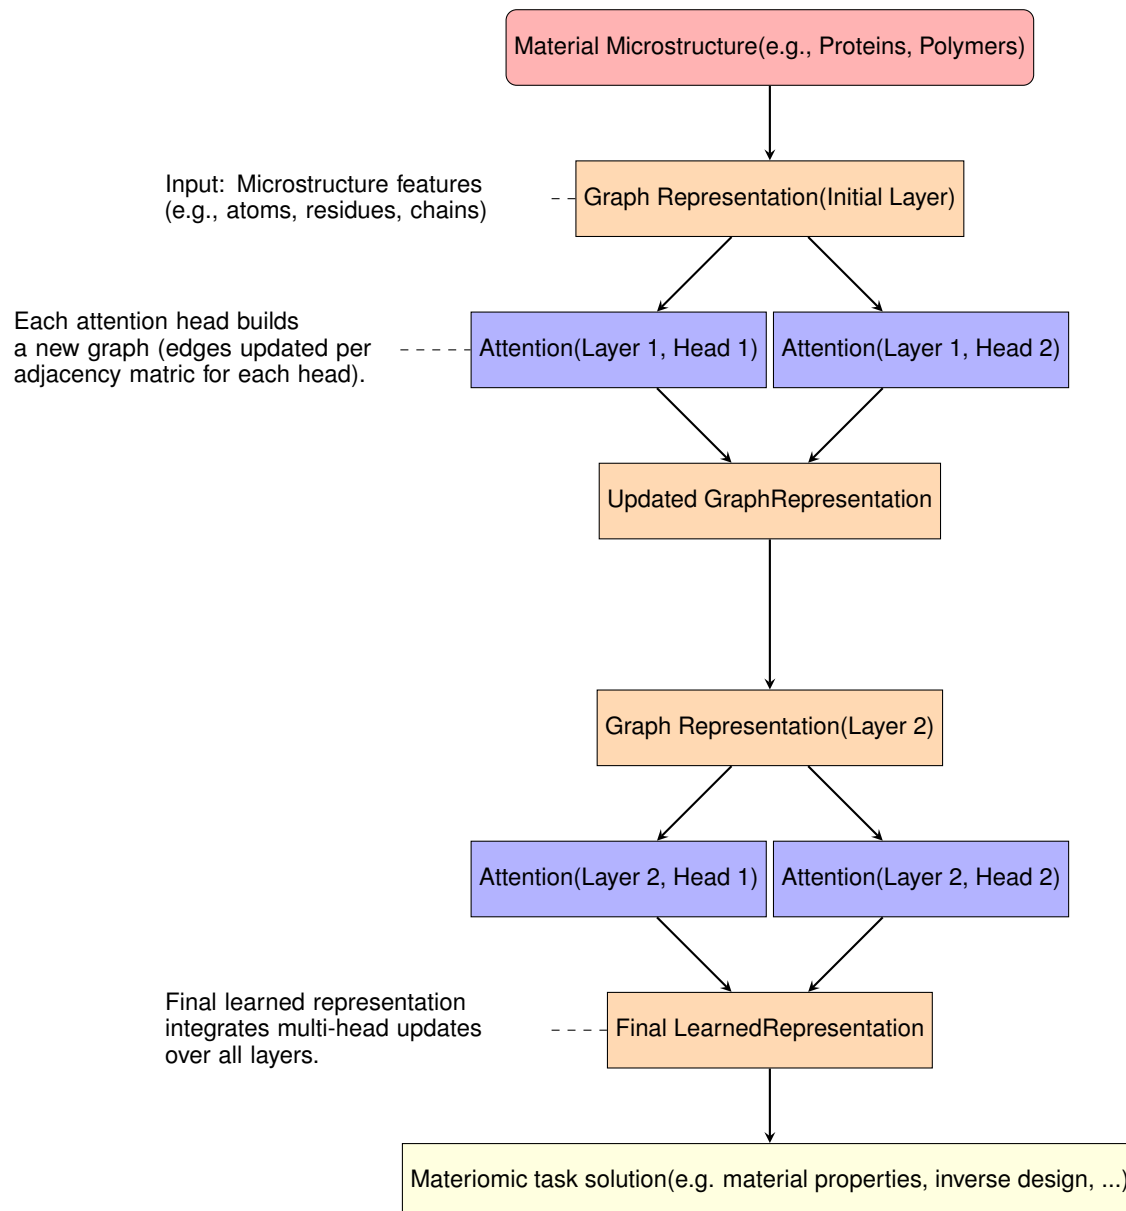 Material Microstructure(e.g., Proteins, Polymers)
Input: Microstructure features
(e.g., atoms, residues, chains)
Graph Representation(Initial Layer)
Each attention head builds
a new graph (edges updated per
adjacency matric for each head).
Attention(Layer 1, Head 1)
Attention(Layer 1, Head 2)
Updated GraphRepresentation
Graph Representation(Layer 2)
Attention(Layer 2, Head 1)
Attention(Layer 2, Head 2)
Final learned representation
integrates multi-head updates
over all layers.
Final LearnedRepresentation
Materiomic task solution(e.g. material properties, inverse design, ...)